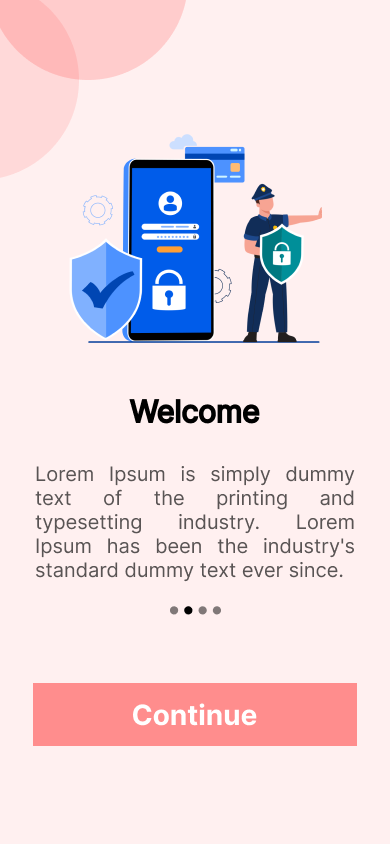 Welcome
Lorem Ipsum is simply dummy
text of the printing and
typesetting industry. Lorem
Ipsum has been the industry's
standard dummy text ever since.
Continue